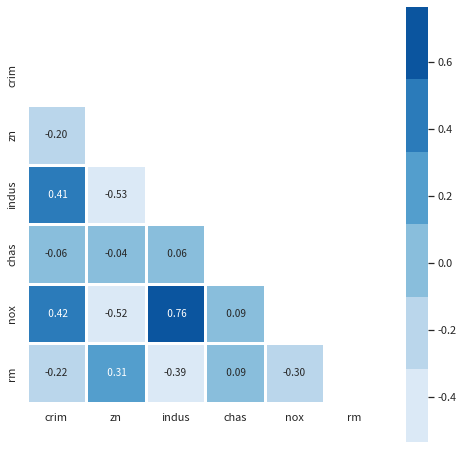 crim
zn -0.20
indus 0.41 -0.53
chas -0.06 -0.04 0.06
nox 0.42 -0.52 0.76 0.09
rm -0.22 0.31 -0.39 0.09 -0.30
crim zn indus chas nox rm
0.6
0.4
0.2
0.0
-0.2
-0.4